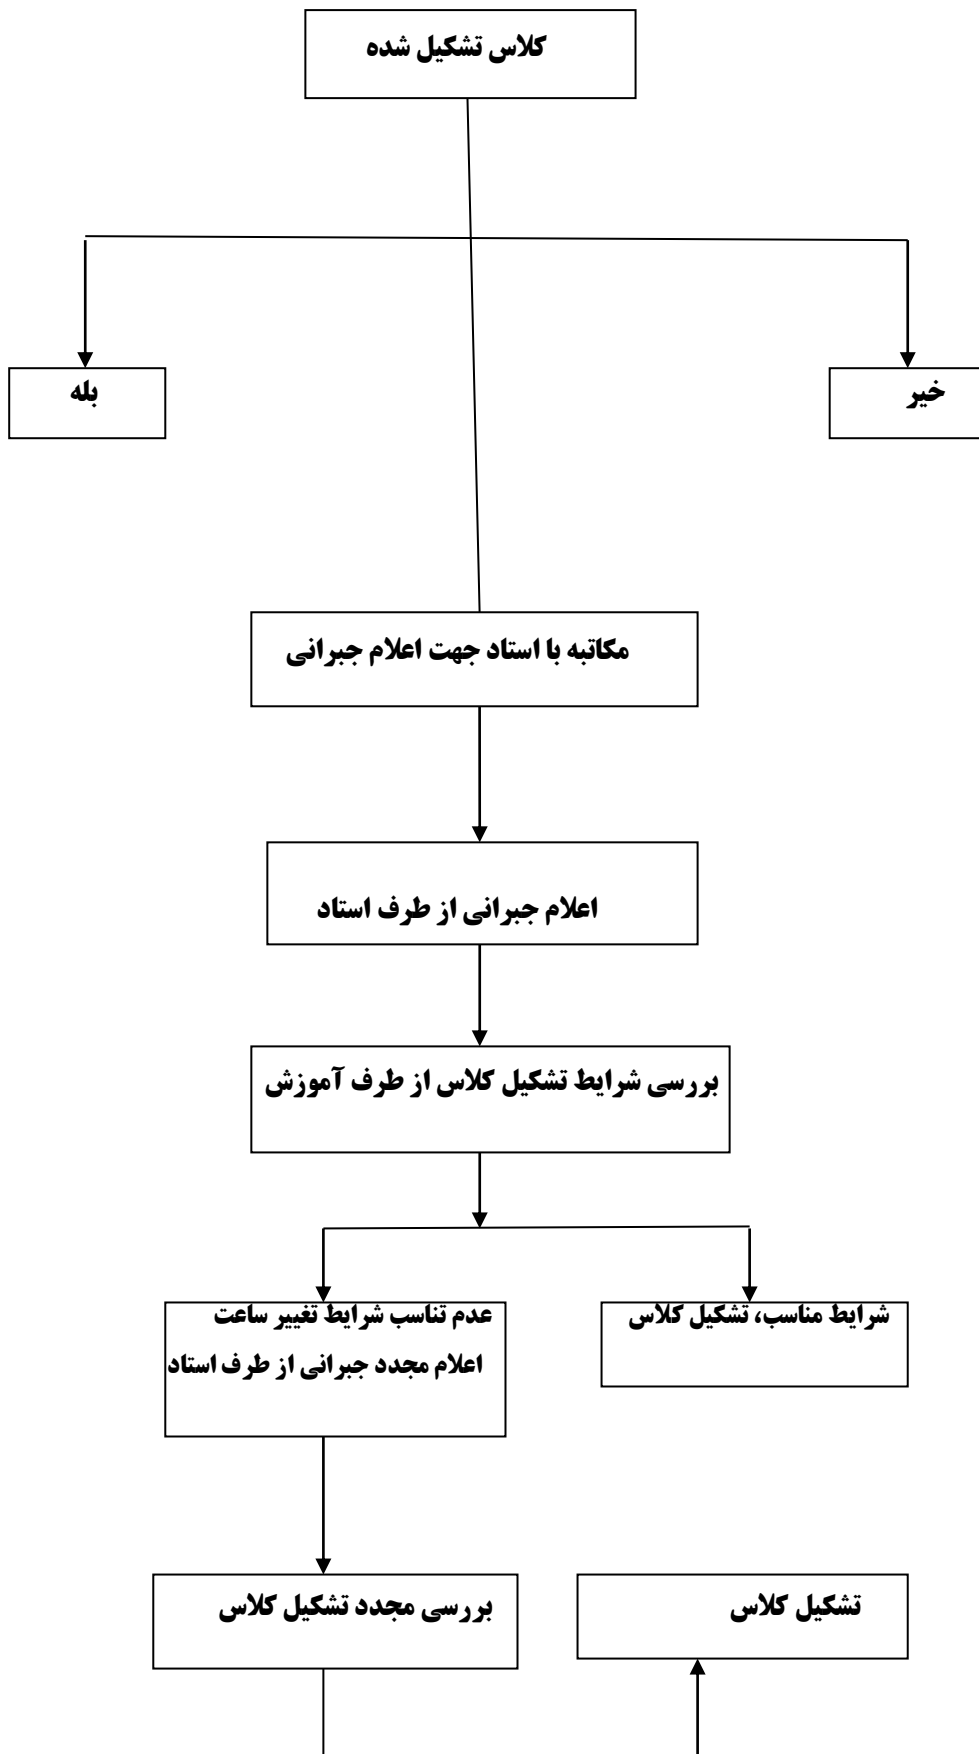 کلاس تشکیل شده
خیر
بله
مکاتبه با استاد جهت اعلام جبرانی
اعلام جبرانی از طرف استاد
بررسی شرایط تشکیل کلاس از طرف آموزش
شرایط مناسب، تشکیل کلاس
عدم تناسب شرایط تغییر ساعت
اعلام مجدد جبرانی از طرف استاد
تشکیل کلاس
بررسی مجدد تشکیل کلاس